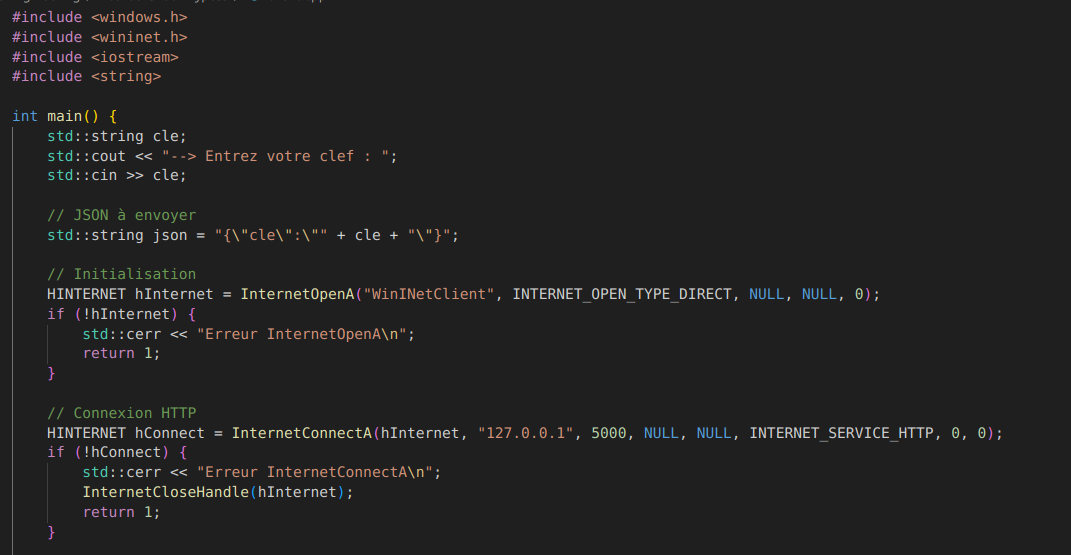 #include <windows.h>
#include <wininet.h>
#include <iostream>
#include <string>
int main() {
std::string cle;
std::cout << "--> Entrez votre clef : ";
std::cin >> cle;
// JSON à envoyer
std::string json = "{\"cle\":\"" + cle + "\"}";
// Initialisation
HINTERNET hInternet = InternetOpenA("WinINetClient", INTERNET_OPEN_TYPE_DIRECT, NULL, NULL, 0);
if (!hInternet) {
std::cerr << "Erreur InternetOpenA\n";
return 1;
}
// Connexion HTTP
HINTERNET hConnect = InternetConnectA(hInternet, "127.0.0.1", 5000, NULL, NULL, INTERNET_SERVICE_HTTP, 0, 0);
if (!hConnect) {
std::cerr << "Erreur InternetConnectA\n";
InternetCloseHandle(hInternet);
return 1;
}